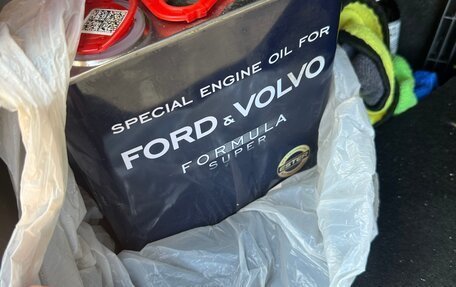 SPECIAL ENGINE OIL FOR
FORD & VOLVO
FORMULA
SUPER